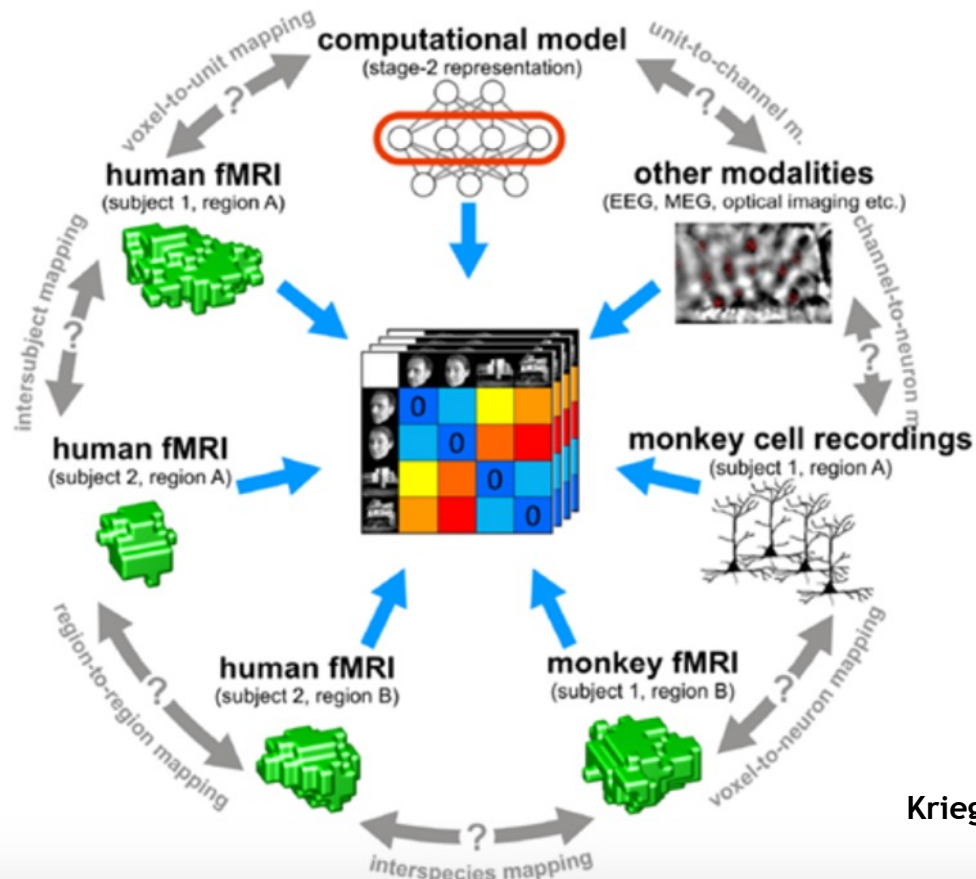 computational model
(stage-2 representation)
voxel-to-unit mapping
?
unit-to-channel m.
?
human fMRI
(subject 1, region A)
other modalities
(EEG, MEG, optical imaging etc.)
intersubject mapping
?
channel-to-neuron m
?
0
0
0
0
human fMRI
(subject 2, region A)
monkey cell recordings
(subject 1, region A)
region-to-region mapping
?
human fMRI
(subject 2, region B)
monkey fMRI
(subject 1, region B)
voxel-to-neuron mapping
?
Krieg
?
interspecies mapping